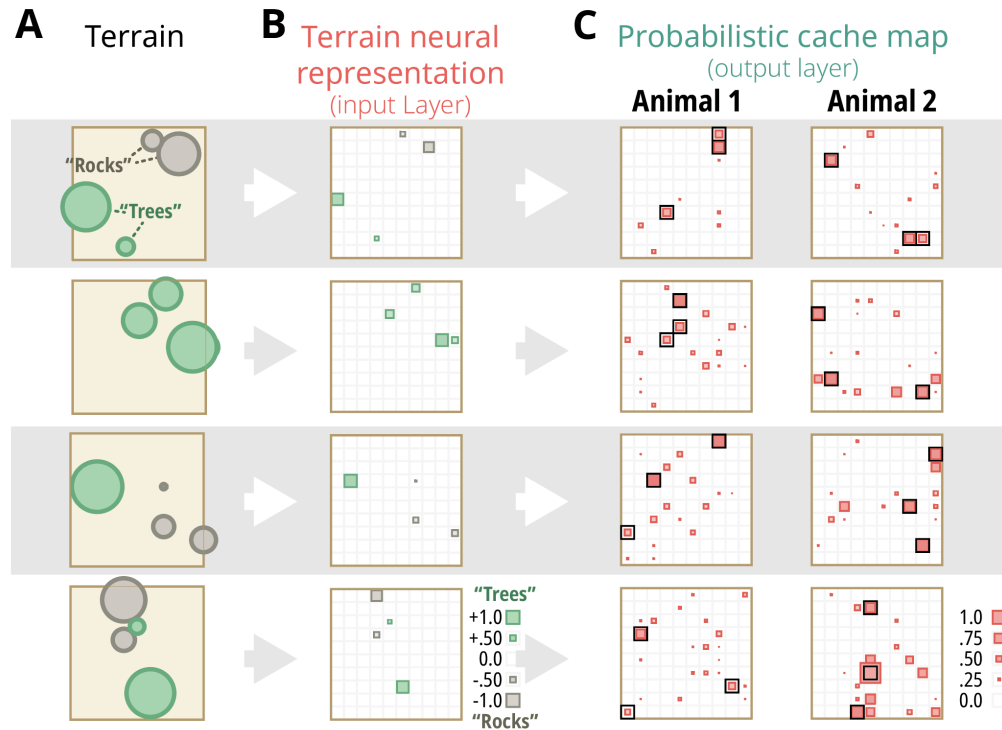 A
Terrain
B
Terrain neural
representation
(input Layer)
C
Probabilistic cache map
(output layer)
Animal 1
Animal 2
“Rocks”
“Trees”
“Trees”
+1.0
+.50
0.0
-.50
-1.0
“Rocks”
1.0
.75
.50
.25
0.0